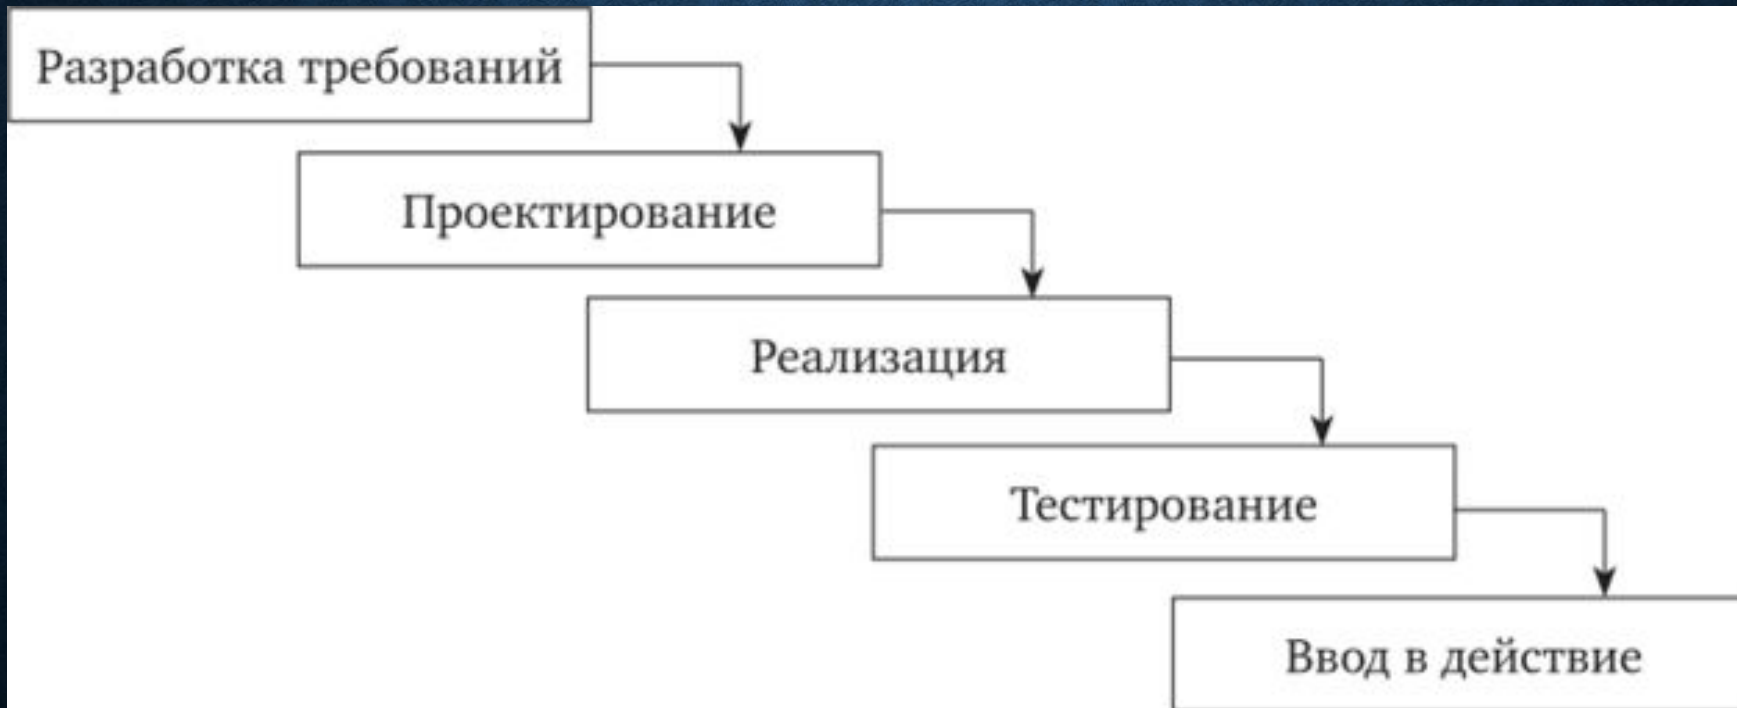 Разработка требований
Проектирование
Реализация
Тестирование
Ввод в действие